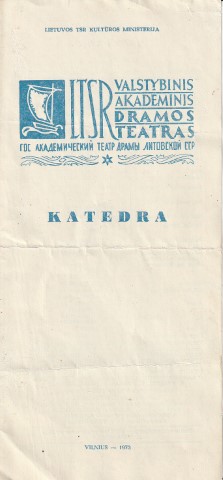 LIETUVOS TSR KULTŪROS MINISTERIJA
LTSR
VALSTYBINIS
AKADEMINIS
DRAMOS
TEATRAS
ГОС АКАДЕМИЧЕСКИЙ ТЕАТР ДРАМЫ ЛИТОВСКОЙ ССР
KATEDRA
VILNIUS — 1975